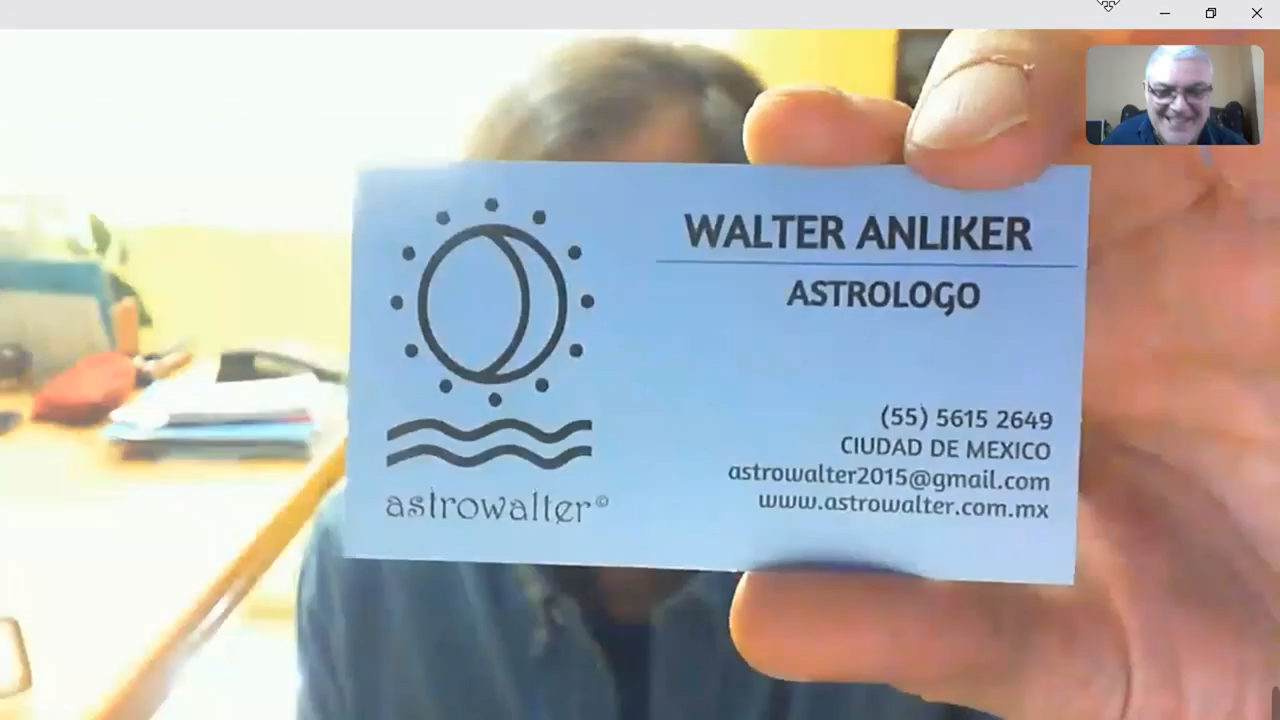 WALTER ANLIKER
ASTROLOGO
(55) 5615 2649
CIUDAD DE MEXICO
astrowalter2015@gmail.com
www.astrowalter.com.mx
astrowalter©